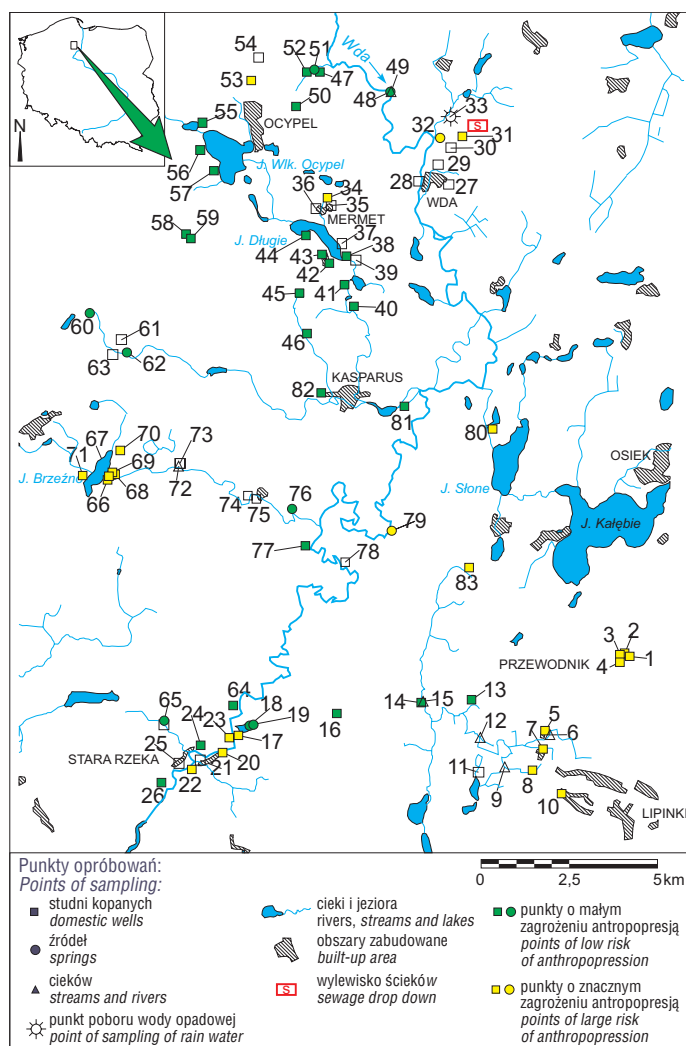 N
54
52
51
Wda
53
47
49
50
48
33
55
OCYPEL
32
S
31
30
56
J. Wlk. Ocypel
29
57
36
34
28
27
35
WDA
58
59
MERMET
37
J. Długie
38
44
43
39
42
41
45
40
60
61
46
63
62
KASPARUS
82
81
70
67
73
80
71
69
OSIEK
J. Brzeźno
68
72
66
76
J. Słone
74
75
79
J. Kałębie
77
78
83
3
2
PRZEWODNIK
1
4
64
13
65
24
18
14
15
19
23
16
5
12
7
6
17
25
STARA RZEKA
20
21
11
22
9
8
26
10
LIPINKI
Punkty opróbowań:
Points of sampling:
0 2,5 5km
studni kopanych
domestic wells
źródeł
springs
cieków
streams and rivers
punkt poboru wody opadowej
point of sampling of rain water
cieki i jeziora
rivers, streams and lakes
obszary zabudowane
built-up area
S
wylewisko ścieków
sewage drop down
punkty o małym
zagrożeniu antropopresją
points of low risk
of anthropopression
punkty o znacznym
zagrożeniu antropopresją
points of large risk
of anthropopression